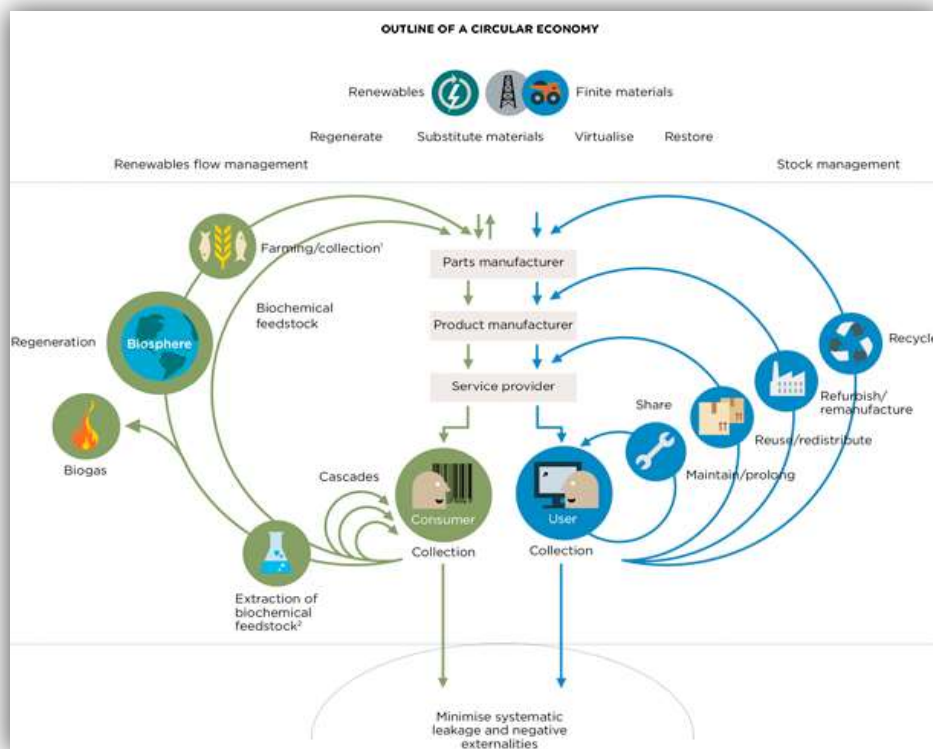 OUTLINE OF A CIRCULAR ECONOMY
Renewables
Finite materials
Regenerate
Substitute materials
Virtualise
Restore
Renewables flow management
Stock management
Farming/collection¹
Parts manufacturer
Biochemical
feedstock
Product manufacturer
Regeneration
Biosphere
Recycle
Service provider
Share
Refurbish/
remanufacture
Reuse/redistribute
Biogas
Cascades
Maintain/prolong
Consumer
User
Collection
Collection
Extraction of
biochemical
feedstock²
Minimise systematic
leakage and negative
externalities